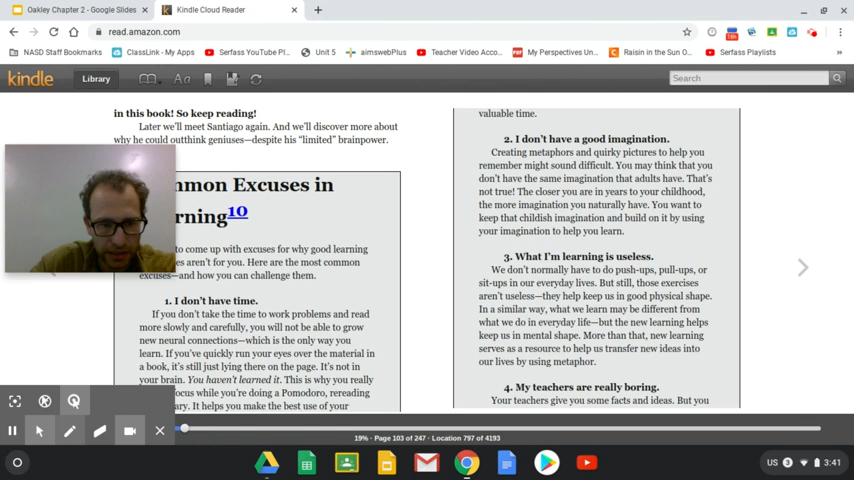 Oakley Chapter 2 - Google Slides
Kindle Cloud Reader
read.amazon.com
NASD Staff Bookmarks
ClassLink - My Apps
Serfass YouTube Pl...
Unit 5
aimswebPlus
Teacher Video Acco...
My Perspectives Un...
Raisin in the Sun O...
Serfass Playlists
kindle
Library
Aa
Search
in this book! So keep reading!
Later we'll meet Santiago again. And we'll discover more about
why he could outthink geniuses—despite his "limited" brainpower.
mmon Excuses in
rning10
to come up with excuses for why good learning
es aren't for you. Here are the most common
excuses—and how you can challenge them.
1. I don't have time.
If you don't take the time to work problems and read
more slowly and carefully, you will not be able to grow
new neural connections—which is the only way you
learn. If you've quickly run your eyes over the material in
a book, it's still just lying there on the page. It's not in
your brain. You haven't learned it. This is why you really
focus while you're doing a Pomodoro, rereading
ary. It helps you make the best use of your
valuable time.
2. I don't have a good imagination.
Creating metaphors and quirky pictures to help you
remember might sound difficult. You may think that you
don't have the same imagination that adults have. That's
not true! The closer you are in years to your childhood,
the more imagination you naturally have. You want to
keep that childish imagination and build on it by using
your imagination to help you learn.
3. What I'm learning is useless.
We don't normally have to do push-ups, pull-ups, or
sit-ups in our everyday lives. But still, those exercises
aren't useless—they help keep us in good physical shape.
In a similar way, what we learn may be different from
what we do in everyday life—but the new learning helps
keep us in mental shape. More than that, new learning
serves as a resource to help us transfer new ideas into
our lives by using metaphor.
4. My teachers are really boring.
Your teachers give you some facts and ideas. But you
19% · Page 103 of 247 · Location 797 of 4193
US
3
3:41